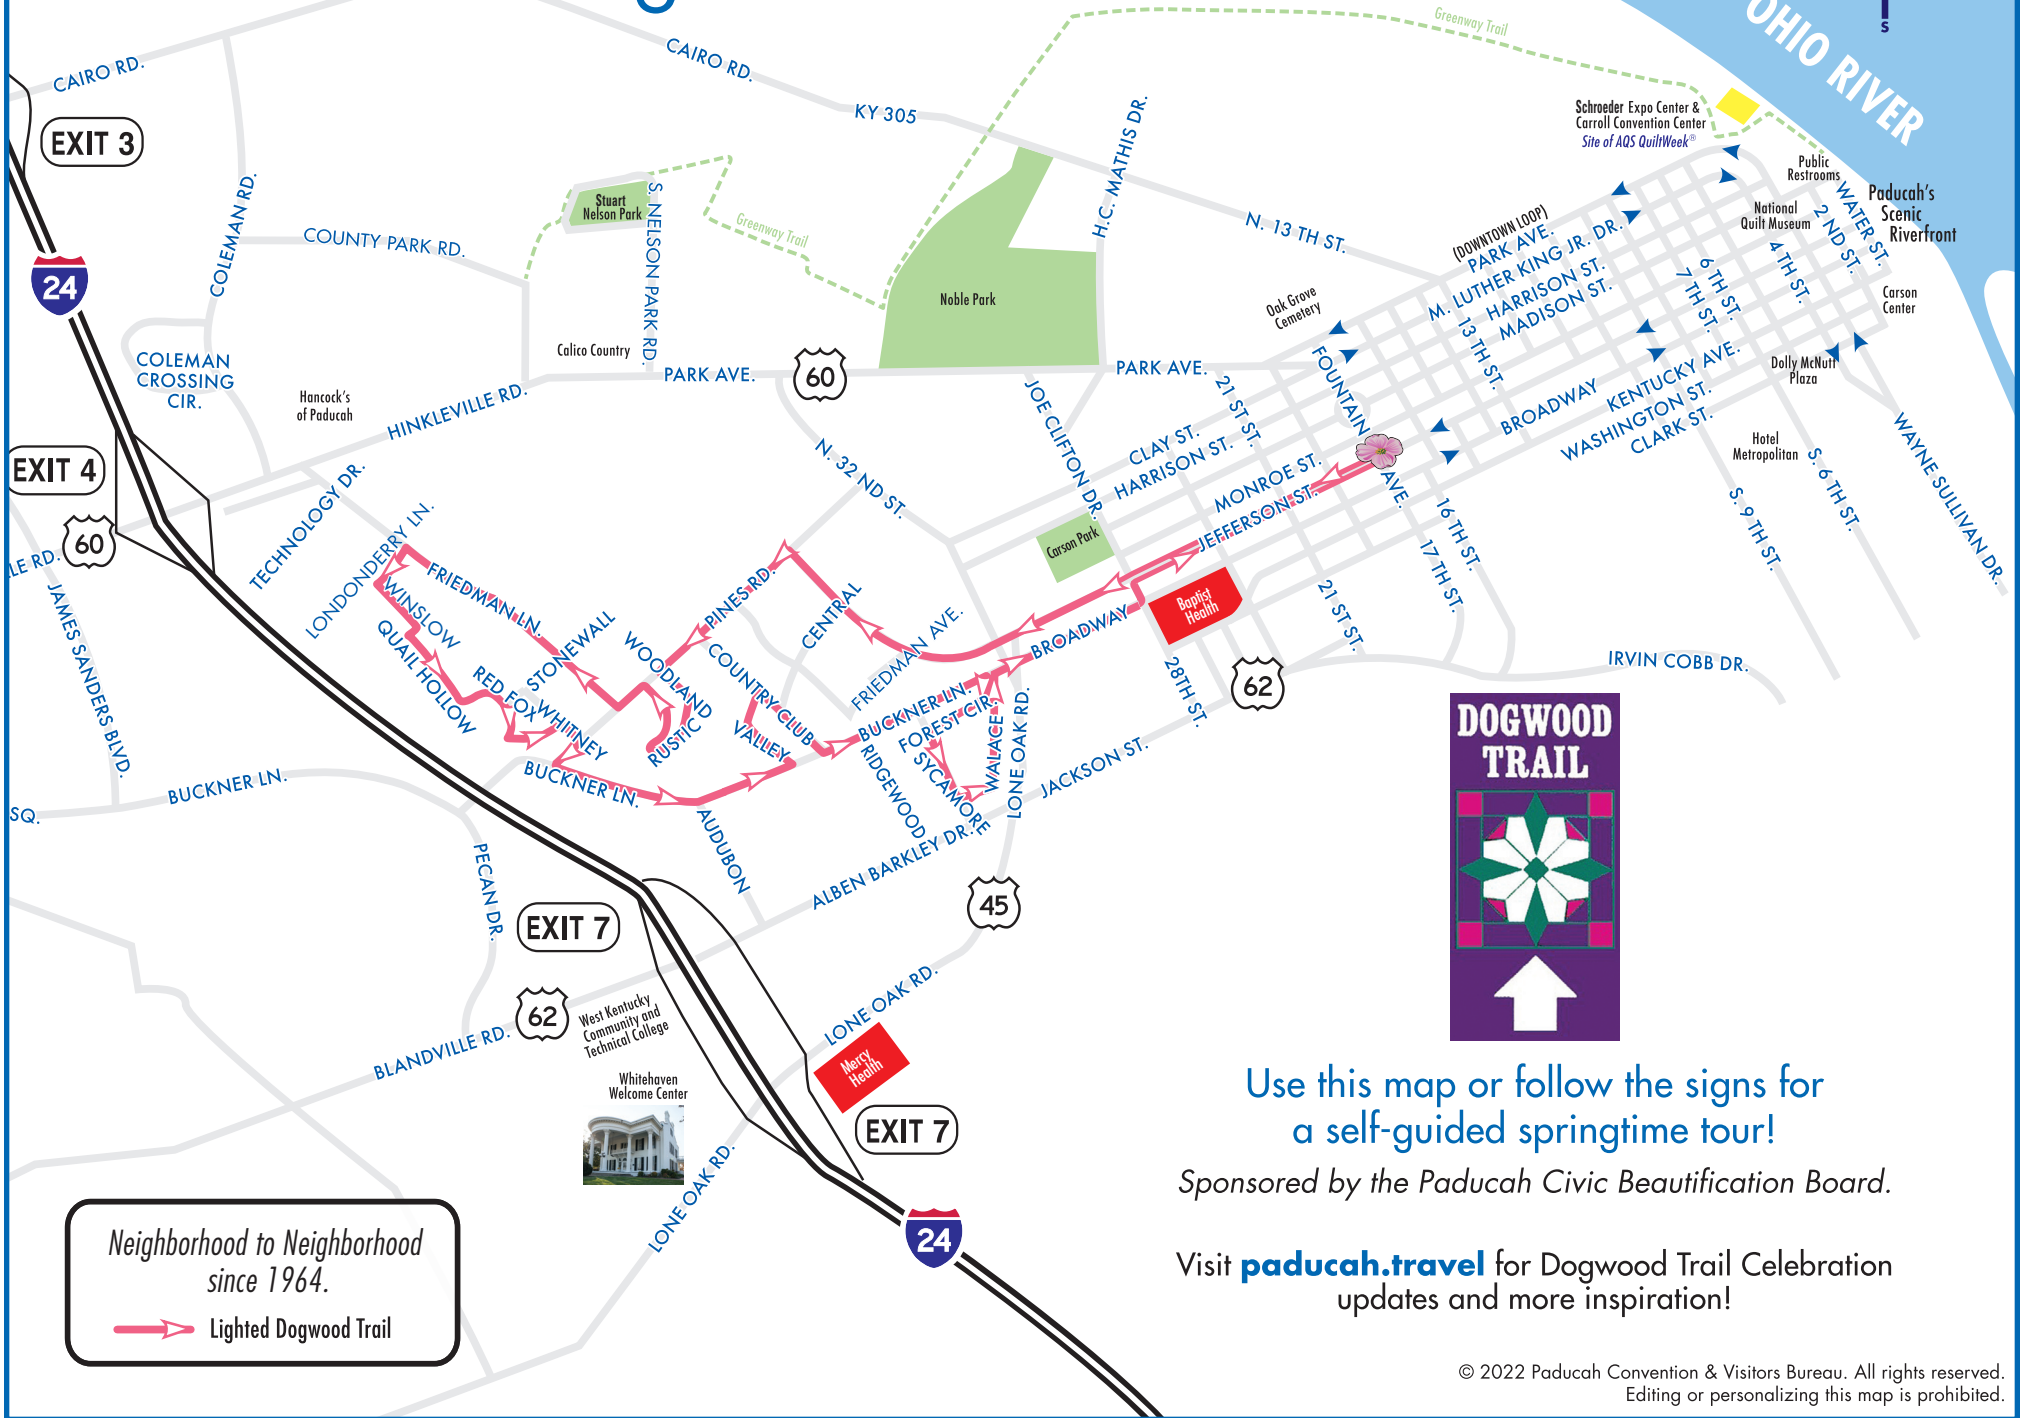 CAIRO RD.
CAIRO RD.
KY 305
Greenway Trail
OHIO RIVER
S
EXIT 3
24
COLEMAN RD.
COUNTY PARK RD.
Stuart
Nelson Park
S. NELSON PARK RD.
Greenway Trail
Noble Park
H.C. MATHIS DR.
N. 13 TH ST.
Schroeder Expo Center &
Carroll Convention Center
Site of AQS QuiltWeek®
Public
Restrooms
National
Quilt Museum
WATER ST.
2 ND ST.
4 TH ST.
6 TH ST.
7 TH ST.
Paducah's
Scenic
Riverfront
Carson
Center
(DOWNTOWN LOOP)
PARK AVE.
M. LUTHER KING JR. DR.
HARRISON ST.
MADISON ST.
13 TH ST.
Oak Grove
Cemetery
FOUNTAIN
AVE.
Dolly McNutt
Plaza
COLEMAN
CROSSING
CIR.
Hancock's
of Paducah
HINKLEVILLE RD.
Calico Country
PARK AVE.
60
PARK AVE.
21 ST ST.
JOE CLIFTON DR.
CLAY ST.
HARRISON ST.
MONROE ST.
JEFFERSON ST.
BROADWAY
KENTUCKY AVE.
WASHINGTON ST.
CLARK ST.
Hotel
Metropolitan
S. 6 TH ST.
S. 9 TH ST.
WAYNE SULLIVAN DR.
16 TH ST.
17 TH ST.
21 ST ST.
EXIT 4
60
LE RD.
JAMES SANDERS BLVD.
TECHNOLOGY DR.
LONDONDERRY LN.
N. 32 ND ST.
Carson Park
Baptist
Health
FRIEDMAN LN.
WINSLOW
QUAIL HOLLOW
RED FOX
STONEWALL
WHITNEY
WOODLAND
RUSTIC
PINES RD.
COUNTRY CLUB
VALLEY
CENTRAL
FRIEDMAN AVE.
BUCKNER LN.
FOREST CIR.
BROADWAY
28TH ST.
62
IRVIN COBB DR.
RIDGEWOOD
SYCAMORE
WALACE
LONE OAK RD.
JACKSON ST.
BUCKNER LN.
BUCKNER LN.
SQ.
PECAN DR.
AUDUBON
ALBEN BARKLEY DR.
45
EXIT 7
62
BLANDVILLE RD.
West Kentucky
Community and
Technical College
LONE OAK RD.
Mercy
Health
Whitehaven
Welcome Center
EXIT 7
LONE OAK RD.
24
DOGWOOD
TRAIL
Use this map or follow the signs for
a self-guided springtime tour!
Sponsored by the Paducah Civic Beautification Board.
Visit paducah.travel for Dogwood Trail Celebration
updates and more inspiration!
Neighborhood to Neighborhood
since 1964.
Lighted Dogwood Trail
© 2022 Paducah Convention & Visitors Bureau. All rights reserved.
Editing or personalizing this map is prohibited.